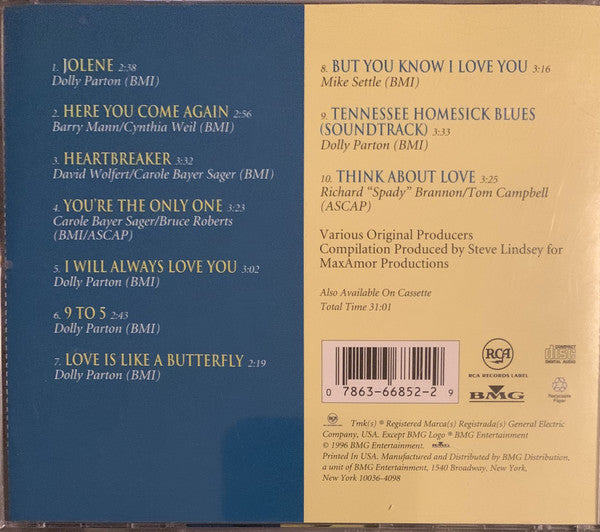 1. JOLENE 2:38
Dolly Parton (BMI)
2. HERE YOU COME AGAIN 2:56
Barry Mann/Cynthia Weil (BMI)
3. HEARTBREAKER 3:32
David Wolfert/Carole Bayer Sager (BMI)
4. YOU'RE THE ONLY ONE 3:23
Carole Bayer Sager/Bruce Roberts
(BMI/ASCAP)
5. I WILL ALWAYS LOVE YOU 3:02
Dolly Parton (BMI)
6. 9 TO 5 2:43
Dolly Parton (BMI)
7. LOVE IS LIKE A BUTTERFLY 2:19
Dolly Parton (BMI)
8. BUT YOU KNOW I LOVE YOU 3:16
Mike Settle (BMI)
9. TENNESSEE HOMESICK BLUES
(SOUNDTRACK) 3:33
Dolly Parton (BMI)
10. THINK ABOUT LOVE 3:25
Richard "Spady" Brannon/Tom Campbell
(ASCAP)
Various Original Producers
Compilation Produced by Steve Lindsey for
MaxAmor Productions
Also Available On Cassette
Total Time 31:01
0 7863-66852-2 9
RCA
RCA RECORDS LABEL
BMG
COMPACT
disc
DIGITAL AUDIO
Recyclable
Paper
RCA Tmk(s) ® Registered Marca(s) Registrada(s) General Electric
Company, USA. Except BMG Logo ® BMG Entertainment
© 1996 BMG Entertainment. BMG
Printed In USA. Manufactured and Distributed by BMG Distribution,
a unit of BMG Entertainment, 1540 Broadway, New York,
New York 10036-4098